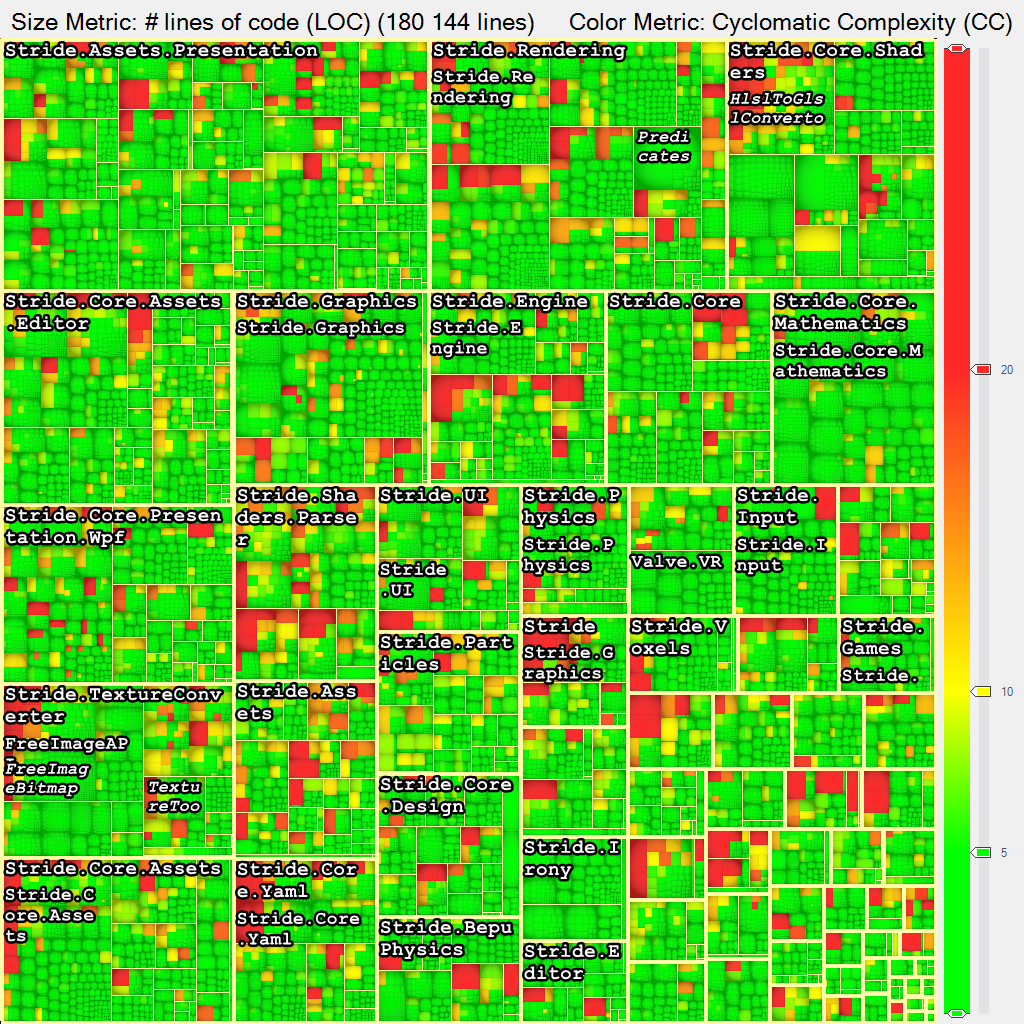 Size Metric: # lines of code (LOC) (180 144 lines)
Color Metric: Cyclomatic Complexity (CC)
Stride.Assets.Presentation
Stride.Rendering
Stride.Re
ndering
Predi
cates
Stride.Core.Shad
ers
HlslToGls
lConverto
20
10
5
Stride.Core.Assets
.Editor
Stride.Graphics
Stride.Graphics
Stride.Engine
Stride.E
ngine
Stride.Core
Stride.Core.
Mathematics
Stride.Core.M
athematics
Stride.Core.Presen
tation.Wpf
Stride.Sha
ders.Parse
r
Stride.UI
Stride
.UI
Stride.P
hysics
Stride.P
hysics
Valve.VR
Stride.
Input
Stride.I
nput
Stride.Part
icles
Stride
Stride.G
raphics
Stride.V
oxels
Stride.
Games
Stride.
Stride.TextureConv
erter
FreeImageAP
FreeImag
eBitmap
Textu
reToo
Stride.Ass
ets
Stride.Core
.Design
Stride.I
rony
Stride.Core.Assets
Stride.C
ore.Asse
ts
Stride.Cor
e.Yaml
Stride.Core
.Yaml
Stride.Bepu
Physics
Stride.E
ditor